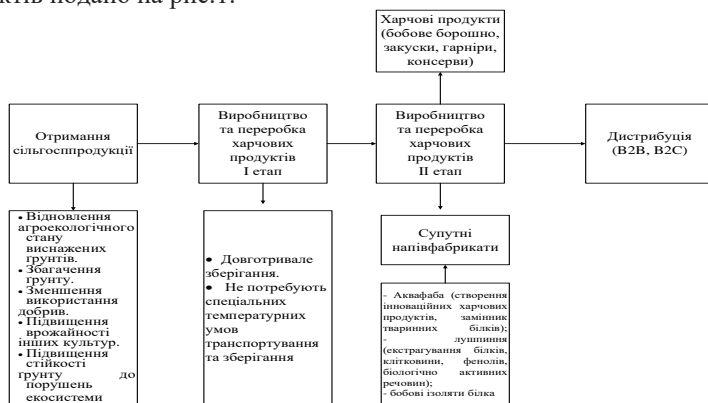 ктів подано на рис.1.
Харчові продукти
(бобове борошно,
закуски, гарніри,
консерви)
Отримання
сільгосппродукції
Виробництво
та переробка
харчових
продуктів
І етап
Виробництво
та переробка
харчових
продуктів
ІІ етап
Дистрибуція
(B2B, B2C)
• Відновлення
агроекологічного
стану
виснажених
ґрунтів.
• Збагачення
ґрунту.
• Зменшення
використання
добрив.
• Підвищення
врожайності
інших культур.
• Підвищення
стійкості
ґрунту до
порушень
екосистеми
• Довготривале
зберігання.
• Не потребують
спеціальних
температурних
умов
транспортування
та зберігання
Супутні
напівфабрикати
- Аквафаба (створення
інноваційних харчових
продуктів, замінник
тваринних білків);
- лушпиння
(екстрагування білків,
клітковини, фенолів,
біологічно активних
речовин);
- бобові ізоляти білка